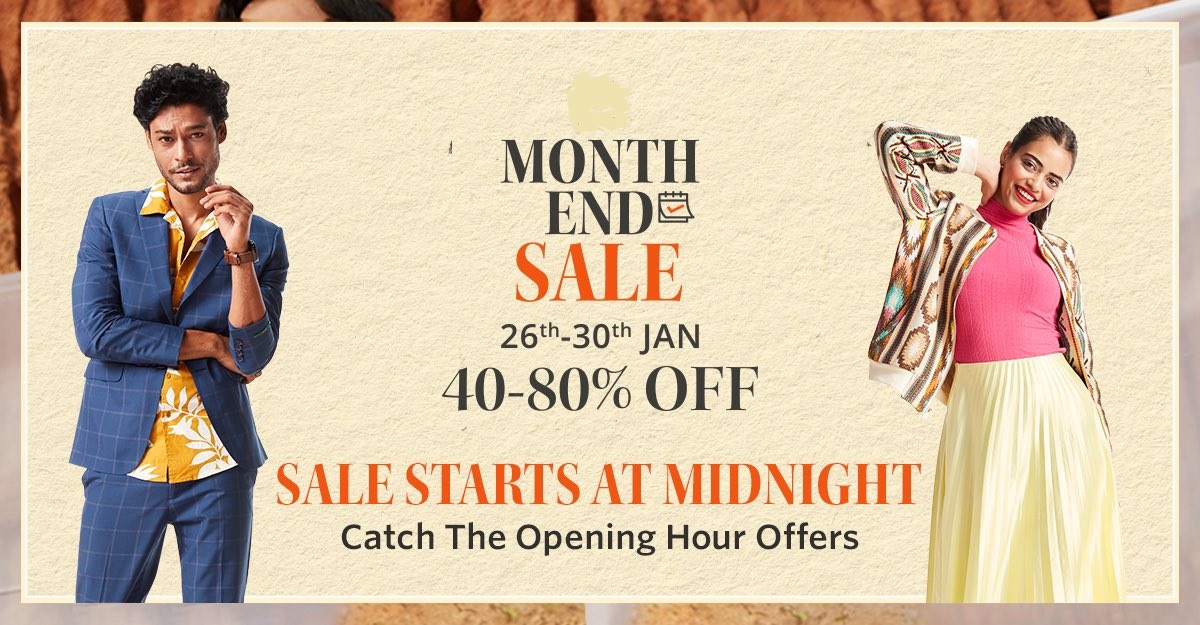 MONTH
END
SALE
26th-30th JAN
40-80% OFF
SALE STARTS AT MIDNIGHT
Catch The Opening Hour Offers